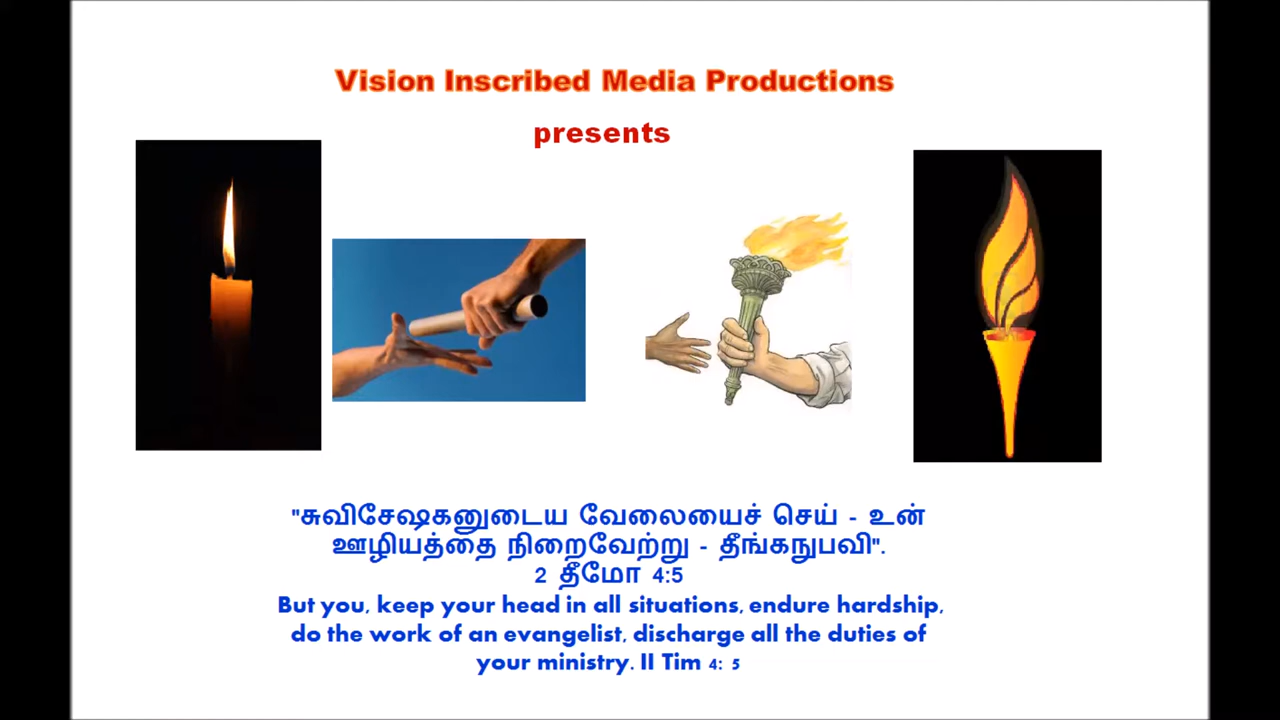 Vision Inscribed Media Productions
presents
"சுவிசேஷகனுடைய வேலையைச் செய் - உன்
ஊழியத்தை நிறைவேற்று - தீங்கநுபவி".
2 தீமோ 4:5
But you, keep your head in all situations, endure hardship,
do the work of an evangelist, discharge all the duties of
your ministry. II Tim 4: 5